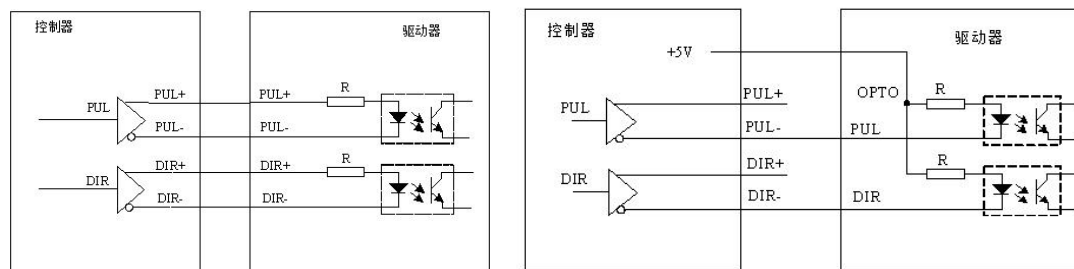 控制器
驱动器
PUL
PUL+
PUL+
R
PUL-
PUL-
DIR
DIR+
DIR+
R
DIR-
DIR-
控制器
驱动器
+5V
OPTO
R
PUL
PUL+
PUL-
PUL
DIR+
R
DIR
DIR-
DIR